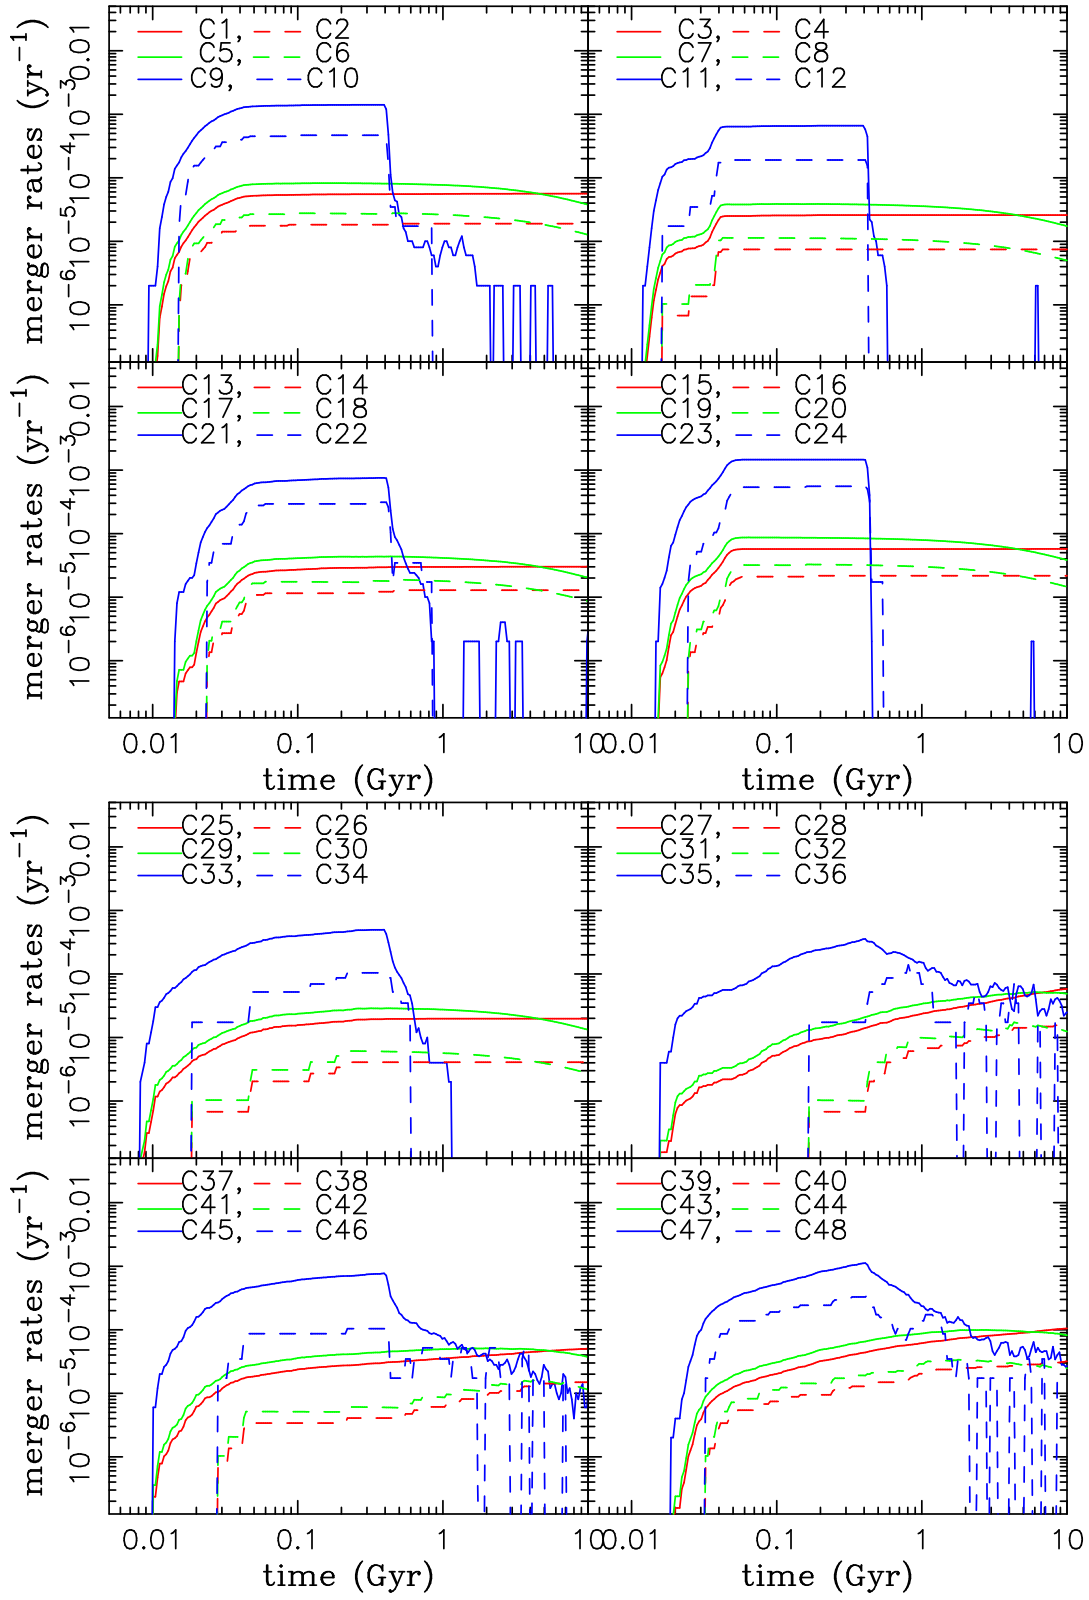 C1, C2
C5, C6
C9, C10
C3, C4
C7, C8
C11, C12
merger rates (yr⁻¹)
10⁻⁶ 10⁻⁵ 10⁻⁴ 10⁻³ 0.01
C13, C14
C17, C18
C21, C22
C15, C16
C19, C20
C23, C24
merger rates (yr⁻¹)
10⁻⁶ 10⁻⁵ 10⁻⁴ 10⁻³ 0.01
0.01 0.1 1 10
0.01 0.1 1 10
time (Gyr)
time (Gyr)
C25, C26
C29, C30
C33, C34
C27, C28
C31, C32
C35, C36
merger rates (yr⁻¹)
10⁻⁶ 10⁻⁵ 10⁻⁴ 10⁻³ 0.01
C37, C38
C41, C42
C45, C46
C39, C40
C43, C44
C47, C48
merger rates (yr⁻¹)
10⁻⁶ 10⁻⁵ 10⁻⁴ 10⁻³ 0.01
0.01 0.1 1 10
0.01 0.1 1 10
time (Gyr)
time (Gyr)